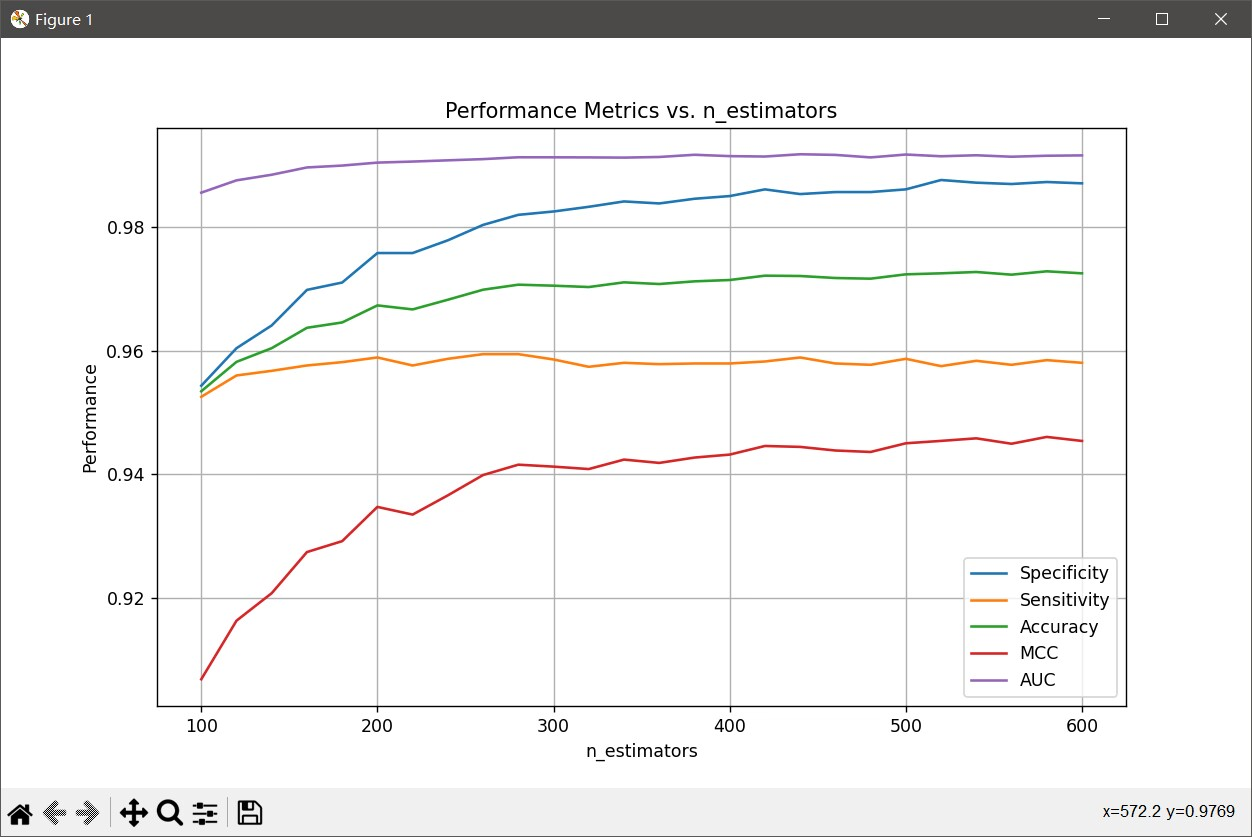 Figure 1
Performance Metrics vs. n_estimators
Performance
0.98
0.96
0.94
0.92
100 200 300 400 500 600
n_estimators
Specificity
Sensitivity
Accuracy
MCC
AUC
x=572.2 y=0.9769